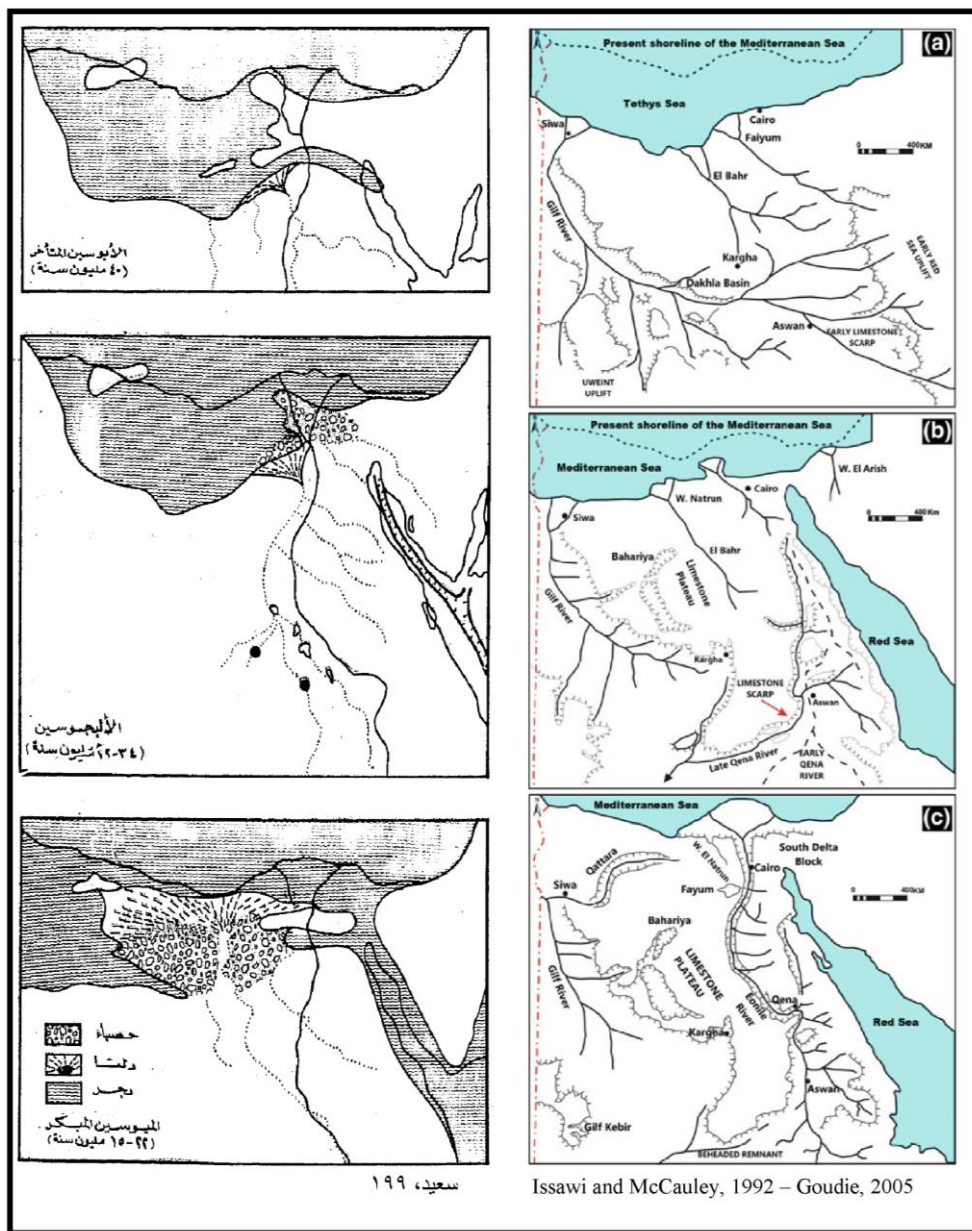 الأيوسين المتأخر
(٤٠ مليون سنة)
الأليجوسين
(٣٤-٢٢ مليون سنة)
حصباء
دلتا
بحر
الميوسين المبكر
(٢٢-١٥ مليون سنة)
سعيد، ١٩٩
(a)
Present shoreline of the Mediterranean Sea
Tethys Sea
Siwa
Cairo
Faiyum
0 400KM
El Bahr
Gilf River
Kargha
Dakhla Basin
EARLY RED
SEA UPLIFT
Aswan
EARLY LIMESTONE
SCARP
UWEINT
UPLIFT
(b)
Present shoreline of the Mediterranean Sea
Mediterranean Sea
W. El Arish
W. Natrun
Cairo
Siwa
0 400Km
El Bahr
Bahariya
Limestone
Plateau
Gilf River
Red Sea
Kargha
LIMESTONE
SCARP
Aswan
Late Qena River
EARLY
QENA
RIVER
(c)
Mediterranean Sea
South Delta
Block
Qattara
W. El Natrun
Cairo
Siwa
Fayum
0 400KM
Bahariya
LIMESTONE
PLATEAU
Gilf River
Eonile
River
Qena
Kargha
Red Sea
Aswan
Gilf Kebir
BEHEADED REMNANT
Issawi and McCauley, 1992 – Goudie, 2005